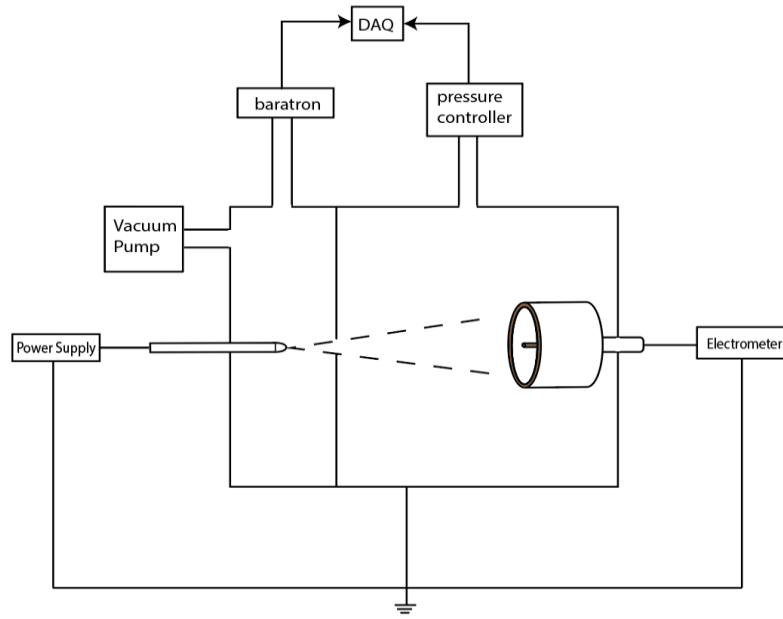 DAQ
baratron
pressure
controller
Vacuum
Pump
Power Supply
Electrometer